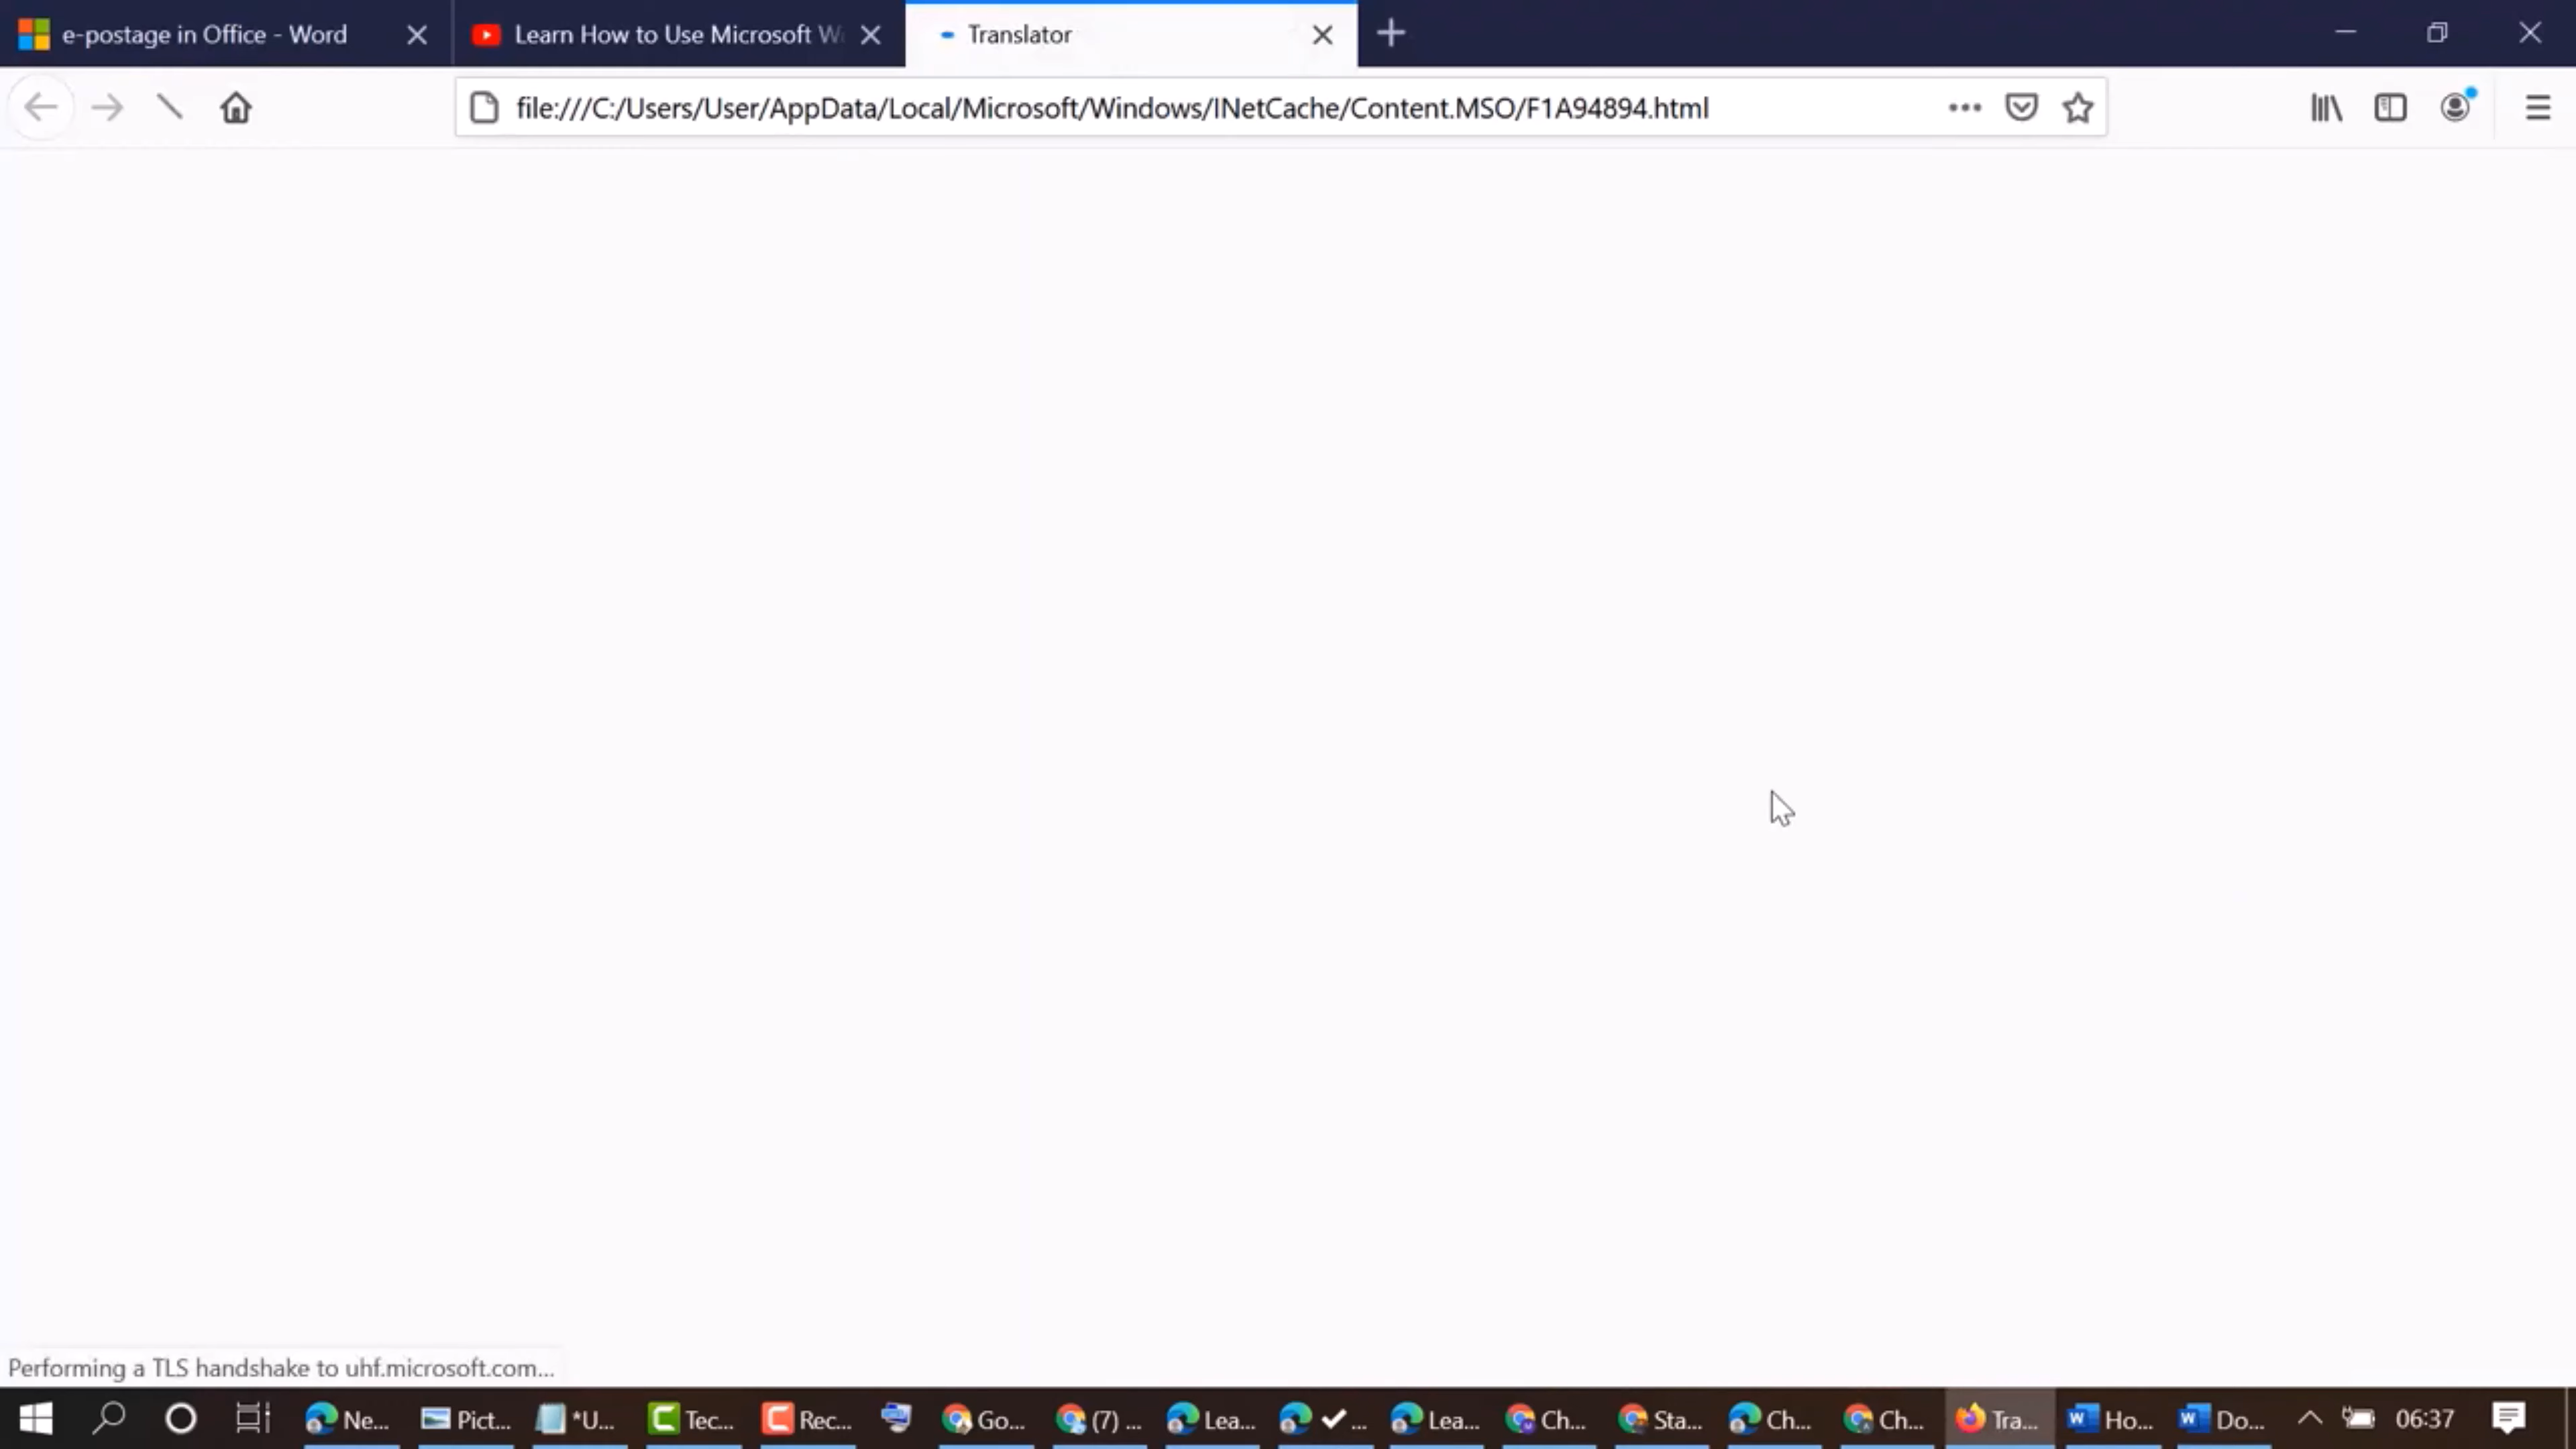 e-postage in Office - Word
Learn How to Use Microsoft W
Translator
file:///C:/Users/User/AppData/Local/Microsoft/Windows/INetCache/Content.MSO/F1A94894.html
Performing a TLS handshake to uhf.microsoft.com...
Ne...
Pict...
*U...
Tec...
Rec...
Go...
(7) ...
Lea...
...
Lea...
Ch...
Sta...
Ch...
Ch...
Tra...
Ho...
Do...
06:37